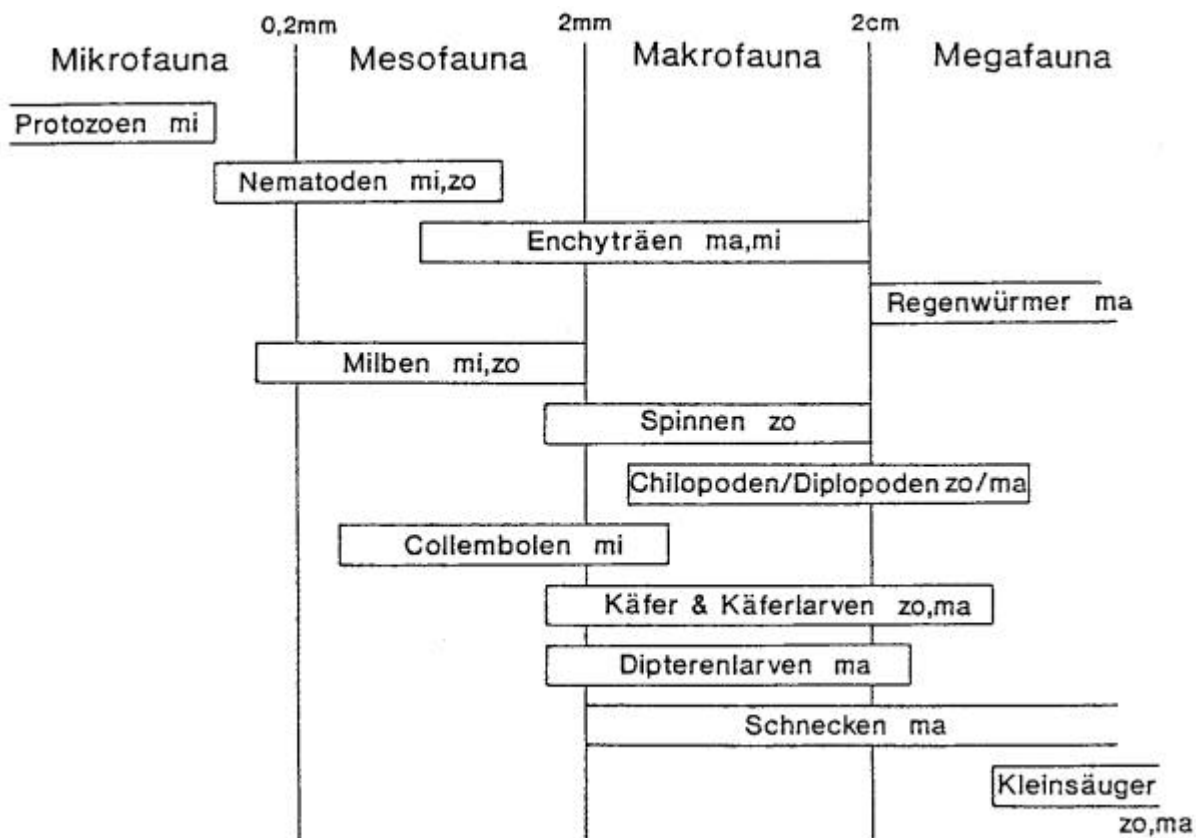 0,2mm 2mm 2cm
Mikrofauna Mesofauna Makrofauna Megafauna
Protozoen mi
Nematoden mi,zo
Enchyträen ma,mi
Regenwürmer ma
Milben mi,zo
Spinnen zo
Chilopoden/Diplopoden zo/ma
Collembolen mi
Käfer & Käferlarven zo,ma
Dipterenlarven ma
Schnecken ma
Kleinsäuger
zo,ma